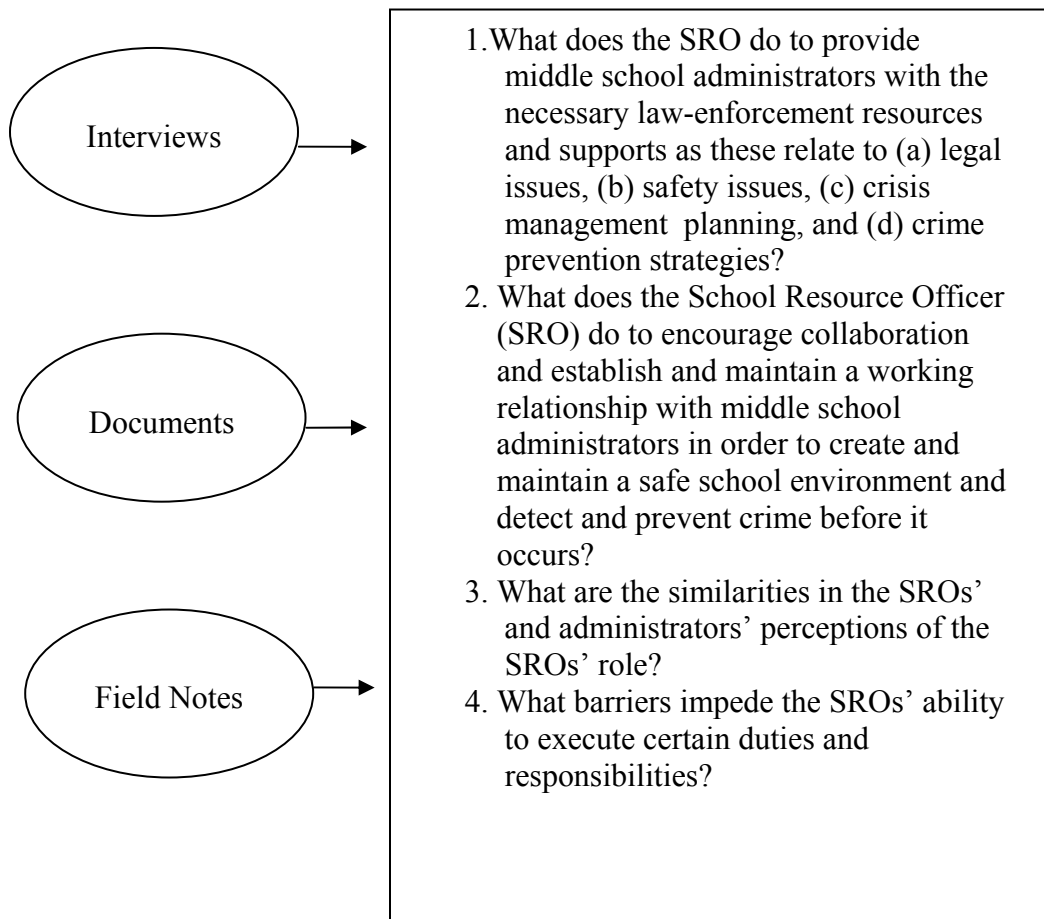 Interviews
Documents
Field Notes
1.What does the SRO do to provide
middle school administrators with the
necessary law-enforcement resources
and supports as these relate to (a) legal
issues, (b) safety issues, (c) crisis
management planning, and (d) crime
prevention strategies?
2. What does the School Resource Officer
(SRO) do to encourage collaboration
and establish and maintain a working
relationship with middle school
administrators in order to create and
maintain a safe school environment and
detect and prevent crime before it
occurs?
3. What are the similarities in the SROs’
and administrators’ perceptions of the
SROs’ role?
4. What barriers impede the SROs’ ability
to execute certain duties and
responsibilities?